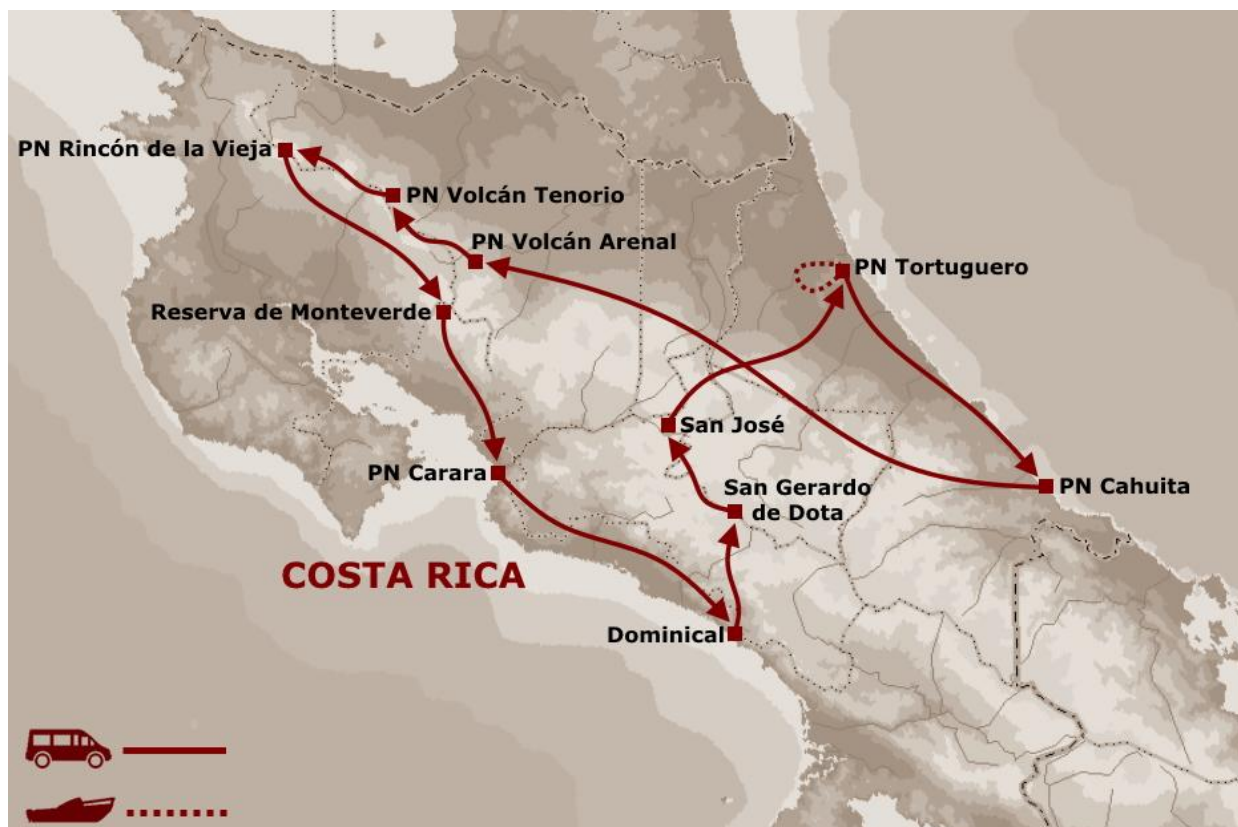 PN Rincón de la Vieja
PN Volcán Tenorio
PN Volcán Arenal
PN Tortuguero
Reserva de Monteverde
San José
PN Carara
San Gerardo
de Dota
PN Cahuita
COSTA RICA
Dominical